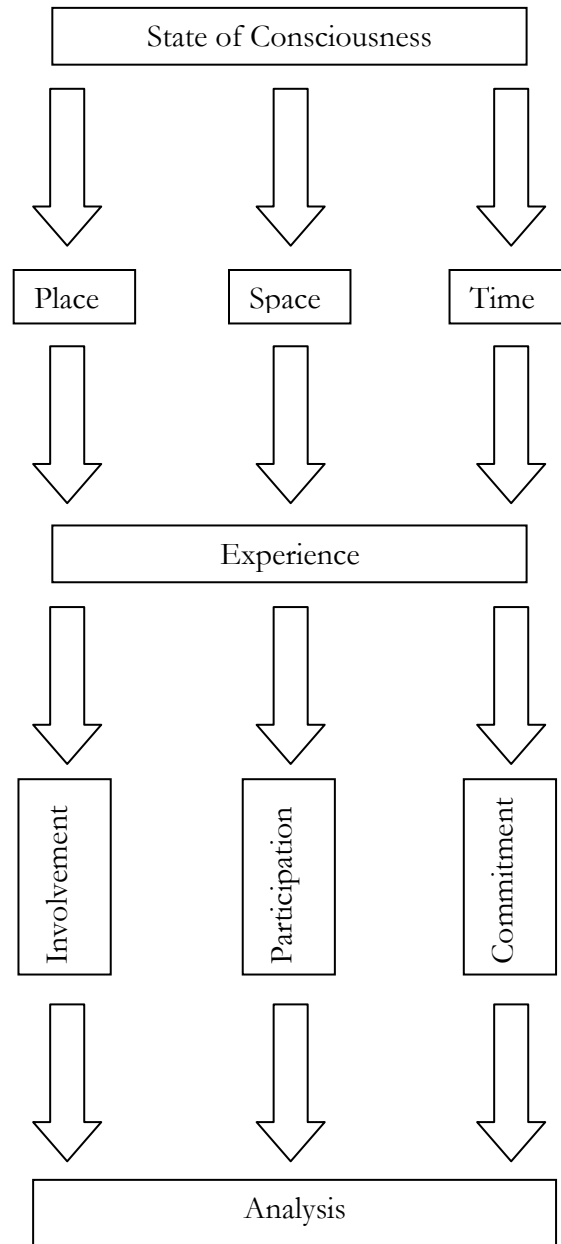 State of Consciousness
Place
Space
Time
Experience
Involvement
Participation
Commitment
Analysis